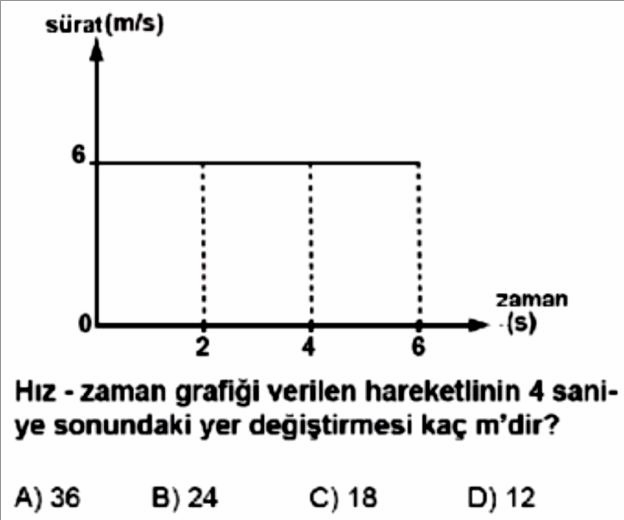 sürat(m/s)
6
0
2 4 6
zaman
(s)
Hız - zaman grafiği verilen hareketlinin 4 sani-
ye sonundaki yer değiştirmesi kaç m'dir?
A) 36 B) 24 C) 18 D) 12